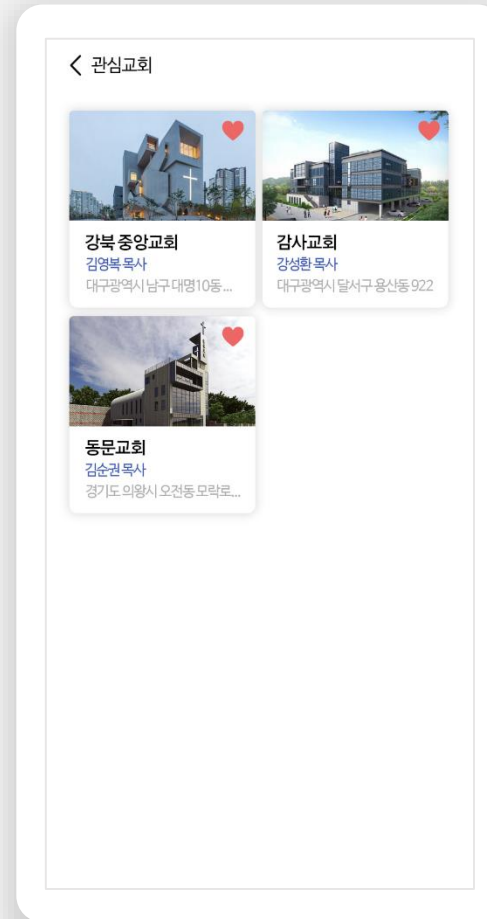 관심교회
강북 중앙교회
김영복 목사
대구광역시 남구 대명10동 ...
감사교회
강성환 목사
대구광역시 달서구 용산동 922
동문교회
김순권 목사
경기도 의왕시 오전동 모락로...